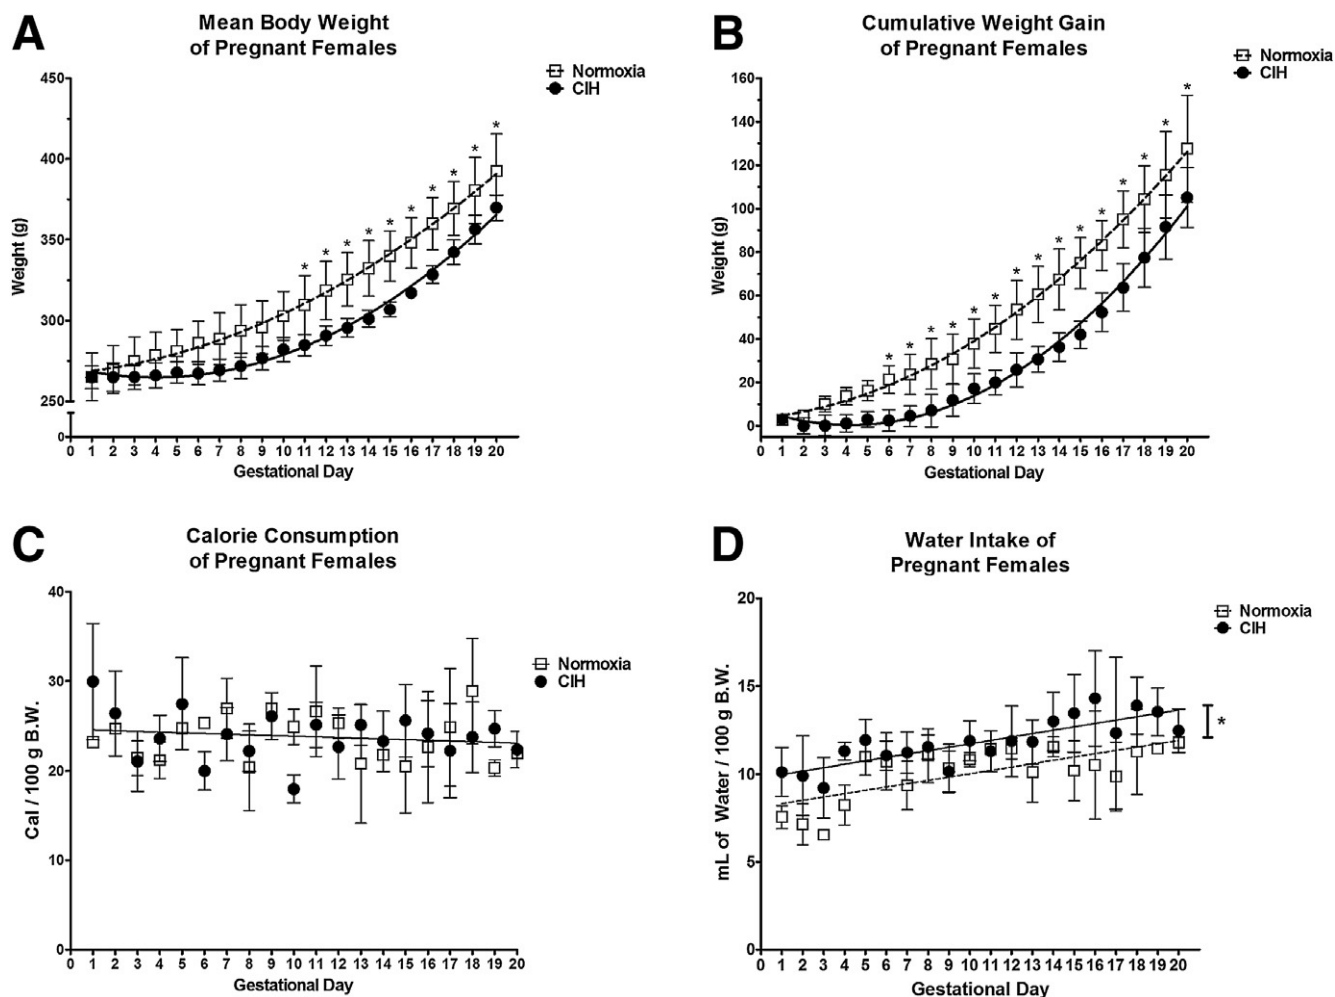 A
Mean Body Weight
of Pregnant Females
Normoxia
CIH
Weight (g)
450
400
350
300
250
0
* * * * * * * * * *
0 1 2 3 4 5 6 7 8 9 10 11 12 13 14 15 16 17 18 19 20
Gestational Day
B
Cumulative Weight Gain
of Pregnant Females
Normoxia
CIH
Weight (g)
160
140
120
100
80
60
40
20
0
* * * * * * * * * * * * * * *
0 1 2 3 4 5 6 7 8 9 10 11 12 13 14 15 16 17 18 19 20
Gestational Day
C
Calorie Consumption
of Pregnant Females
Normoxia
CIH
Cal / 100 g B.W.
40
30
20
10
0
0 1 2 3 4 5 6 7 8 9 10 11 12 13 14 15 16 17 18 19 20
Gestational Day
D
Water Intake of
Pregnant Females
Normoxia
CIH
mL of Water / 100 g B.W.
20
15
10
5
0
*
0 1 2 3 4 5 6 7 8 9 10 11 12 13 14 15 16 17 18 19 20
Gestational Day